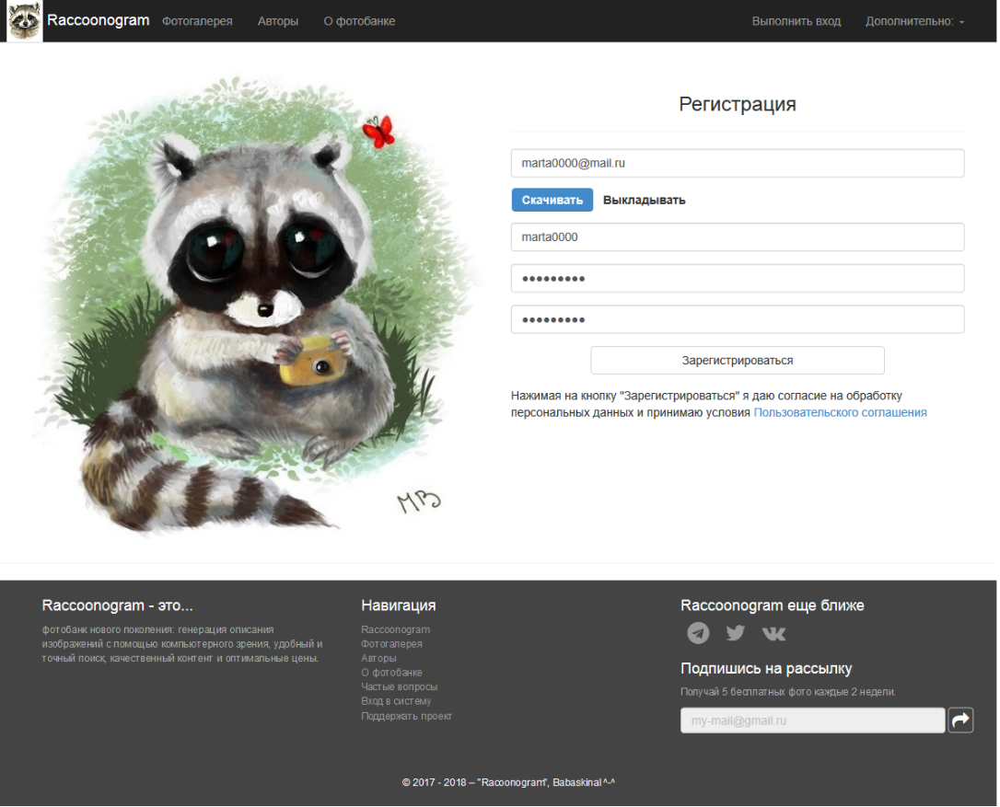 Raccoonogram Фотогалерея Авторы О фотобанке Выполнить вход Дополнительно:
Регистрация
marta0000@mail.ru
Скачивать Выкладывать
marta0000
●●●●●●●●●
●●●●●●●●●
Зарегистрироваться
Нажимая на кнопку "Зарегистрироваться" я даю согласие на обработку
персональных данных и принимаю условия Пользовательского соглашения
MB
Raccoonogram - это...
фотобанк нового поколения: генерация описания
изображений с помощью компьютерного зрения, удобный и
точный поиск, качественный контент и оптимальные цены.
Навигация
Raccoonogram
Фотогалерея
Авторы
О фотобанке
Частые вопросы
Вход в систему
Поддержать проект
Raccoonogram еще ближе
Подпишись на рассылку
Получай 5 бесплатных фото каждые 2 недели.
my-mail@gmail.ru
© 2017 - 2018 – "Racoonogram", Babaskinal ^-^